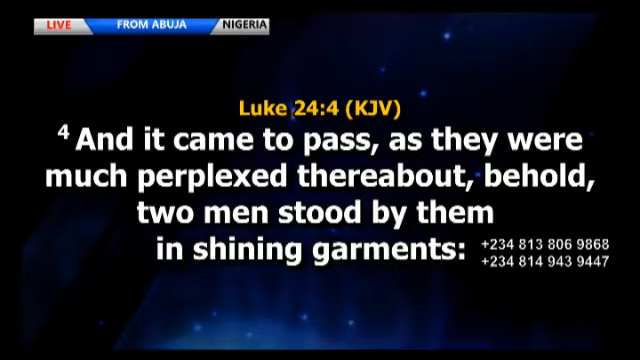 LIVE FROM ABUJA NIGERIA
Luke 24:4 (KJV)
4 And it came to pass, as they were
much perplexed thereabout, behold,
two men stood by them
in shining garments:
+234 813 806 9868
+234 814 943 9447